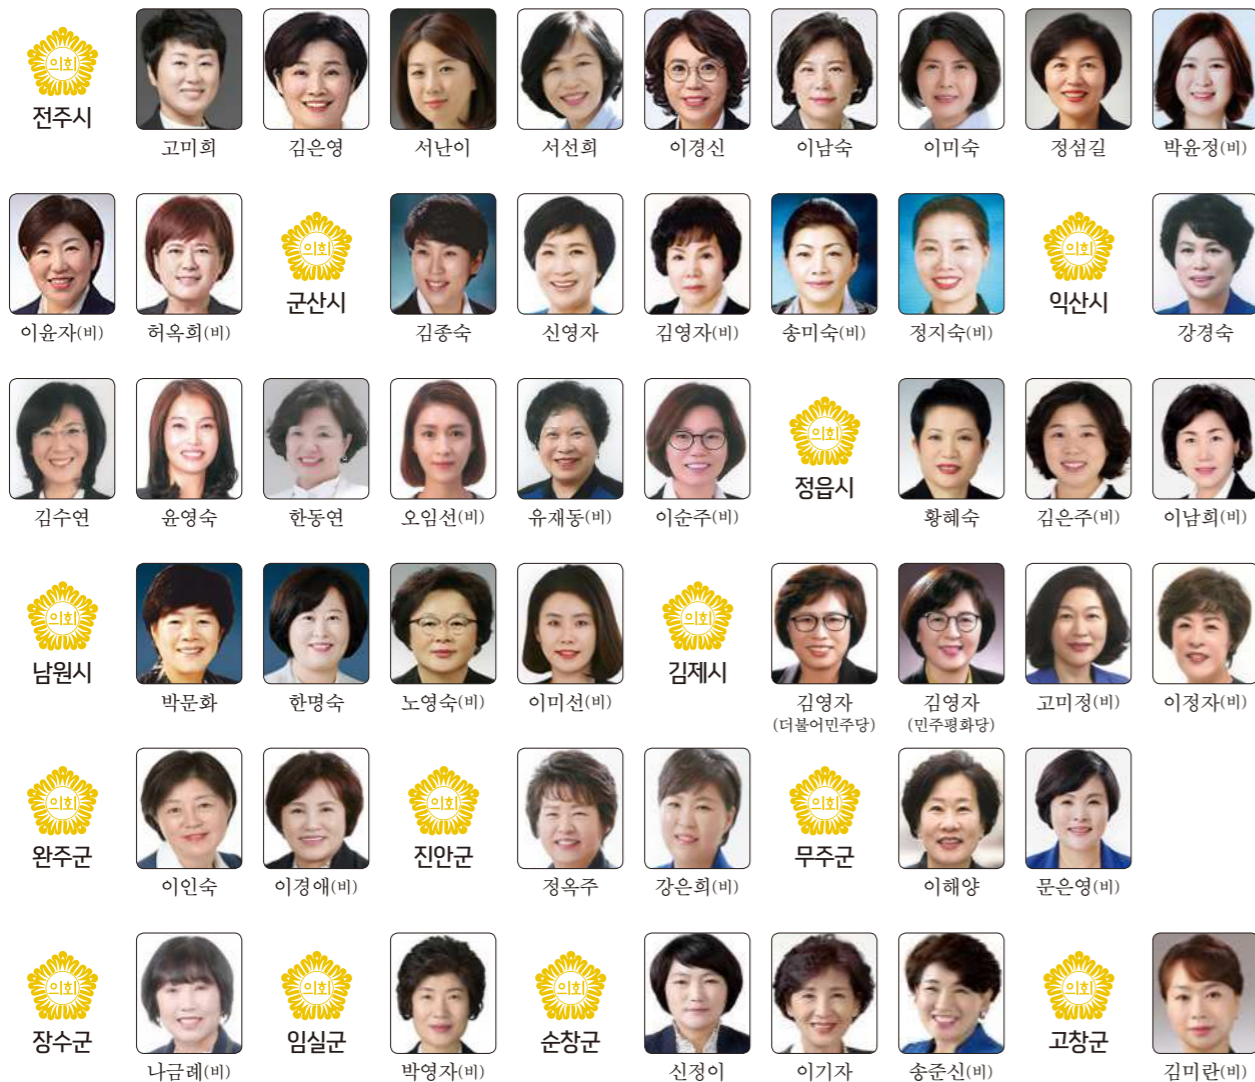 의회 전주시
고미희 김은영 서난이 서선희 이경신 이남숙 이미숙 정섬길 박윤정(비)
의회 군산시 의회 익산시
이윤자(비) 허옥희(비) 김종숙 신영자 김영자(비) 송미숙(비) 정지숙(비) 강경숙
의회 정읍시
김수연 윤영숙 한동연 오임선(비) 유재동(비) 이순주(비) 황혜숙 김은주(비) 이남희(비)
의회 남원시 의회 김제시
박문화 한명숙 노영숙(비) 이미선(비) 김영자 김영자 고미정(비) 이정자(비)
(더불어민주당) (민주평화당)
의회 완주군 의회 진안군 의회 무주군
이인숙 이경애(비) 정옥주 강은희(비) 이해양 문은영(비)
의회 장수군 의회 임실군 의회 순창군 의회 고창군
나금례(비) 박영자(비) 신정이 이기자 송준신(비) 김미란(비)